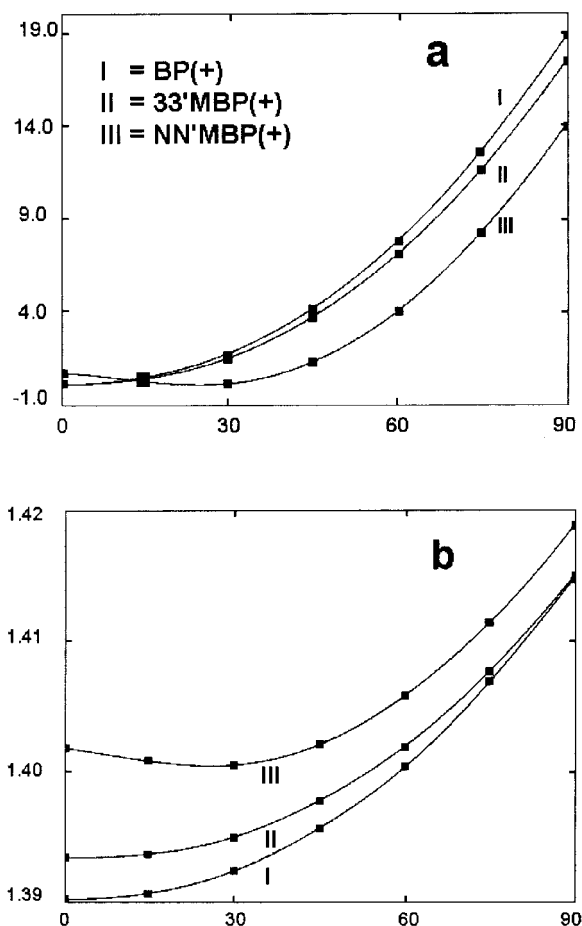 19.0
a
I = BP(+)
II = 33'MBP(+)
III = NN'MBP(+)
I
14.0
II
9.0
III
4.0
-1.0
0 30 60 90
1.42
b
1.41
1.40
III
II
I
1.39
0 30 60 90